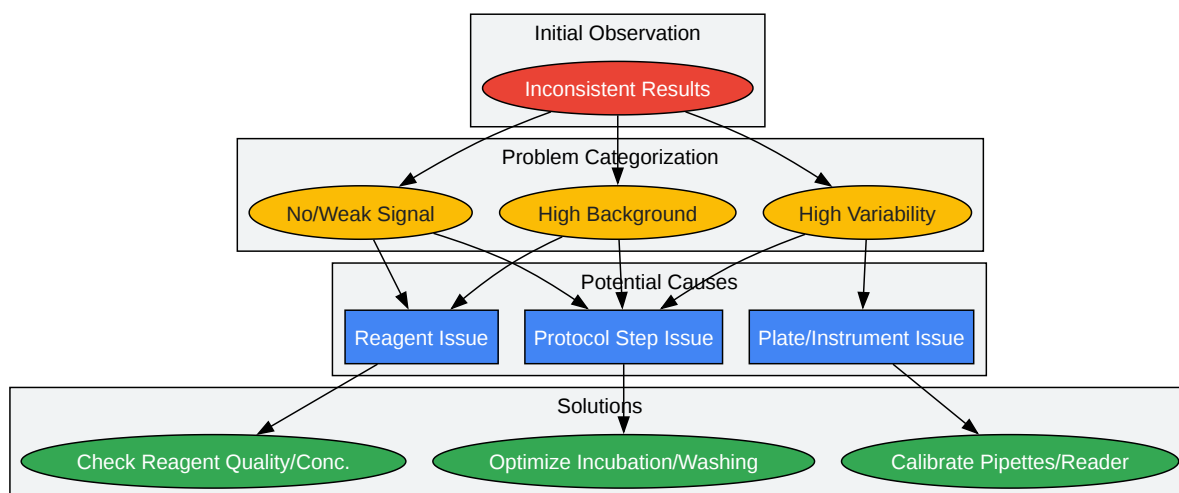 Initial Observation
Inconsistent Results
Problem Categorization
No/Weak Signal
High Background
High Variability
Potential Causes
Reagent Issue
Protocol Step Issue
Plate/Instrument Issue
Solutions
Check Reagent Quality/Conc.
Optimize Incubation/Washing
Calibrate Pipettes/Reader